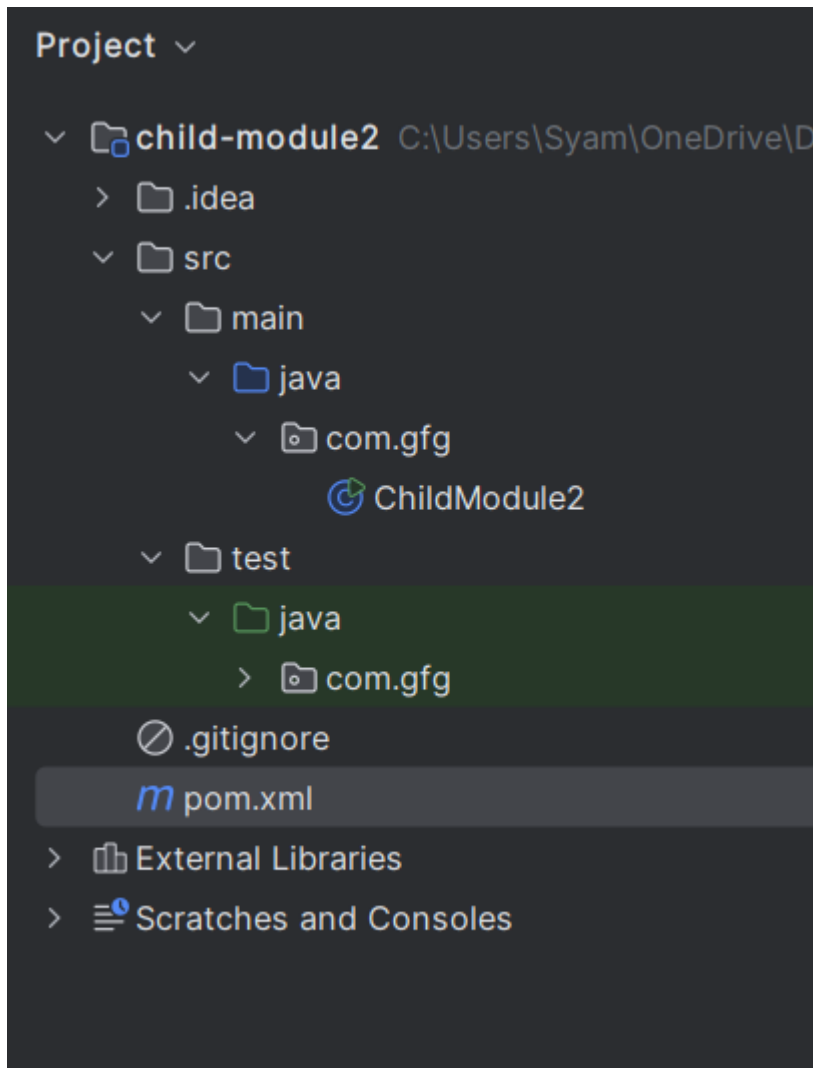 Project
child-module2 C:\Users\Syam\OneDrive\D
.idea
src
main
java
com.gfg
ChildModule2
test
java
com.gfg
.gitignore
pom.xml
External Libraries
Scratches and Consoles